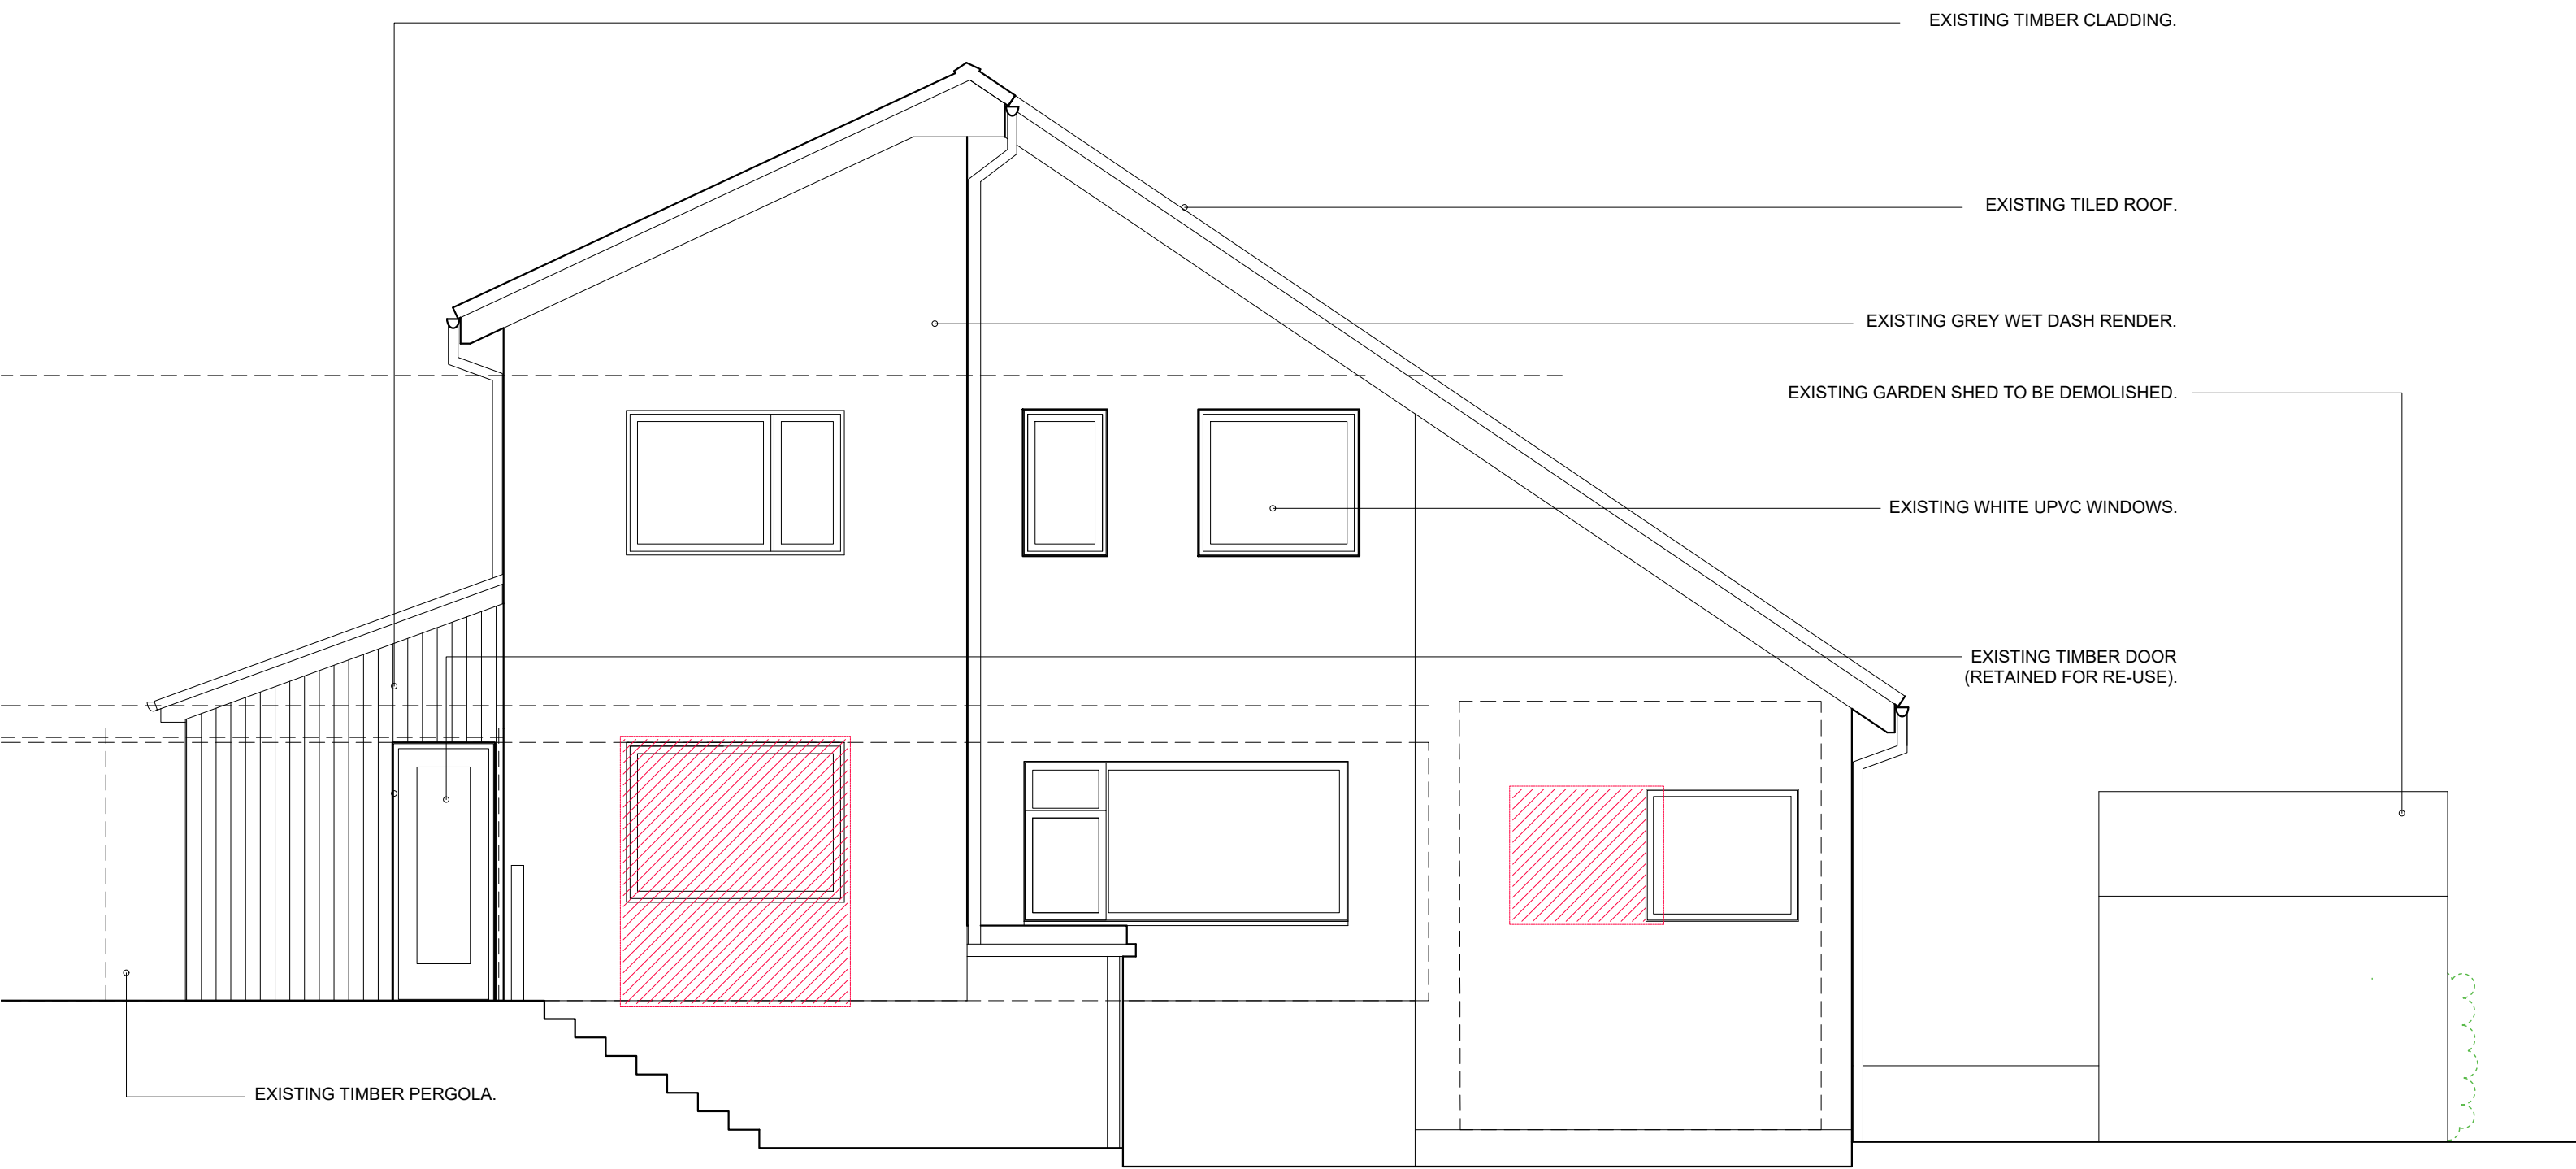 EXISTING TIMBER CLADDING.
EXISTING TILED ROOF.
EXISTING GREY WET DASH RENDER.
EXISTING GARDEN SHED TO BE DEMOLISHED.
EXISTING WHITE UPVC WINDOWS.
EXISTING TIMBER DOOR
(RETAINED FOR RE-USE).
EXISTING TIMBER PERGOLA.